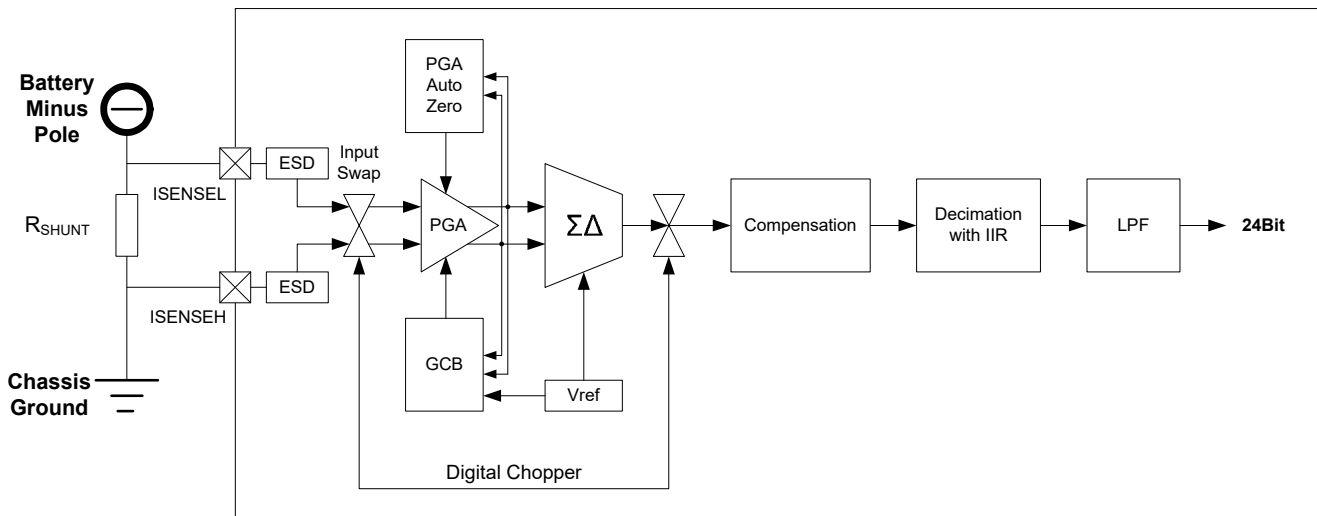 Battery
Minus
Pole
ISENSEL
RSHUNT
ISENSEH
Chassis
Ground
ESD
ESD
Input
Swap
PGA
Auto
Zero
PGA
GCB
ΣΔ
Vref
Digital Chopper
Compensation
Decimation
with IIR
LPF
24Bit